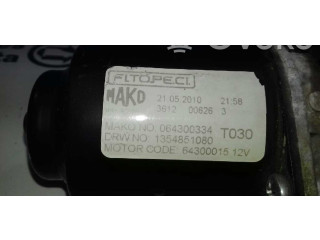 FITOPECI
MAKO 21 05 2010 21:58
3812 00626 3
MAKO NO: 064300334 T030
DRW.NO: 1354851080
MOTOR CODE: 64300015 12V